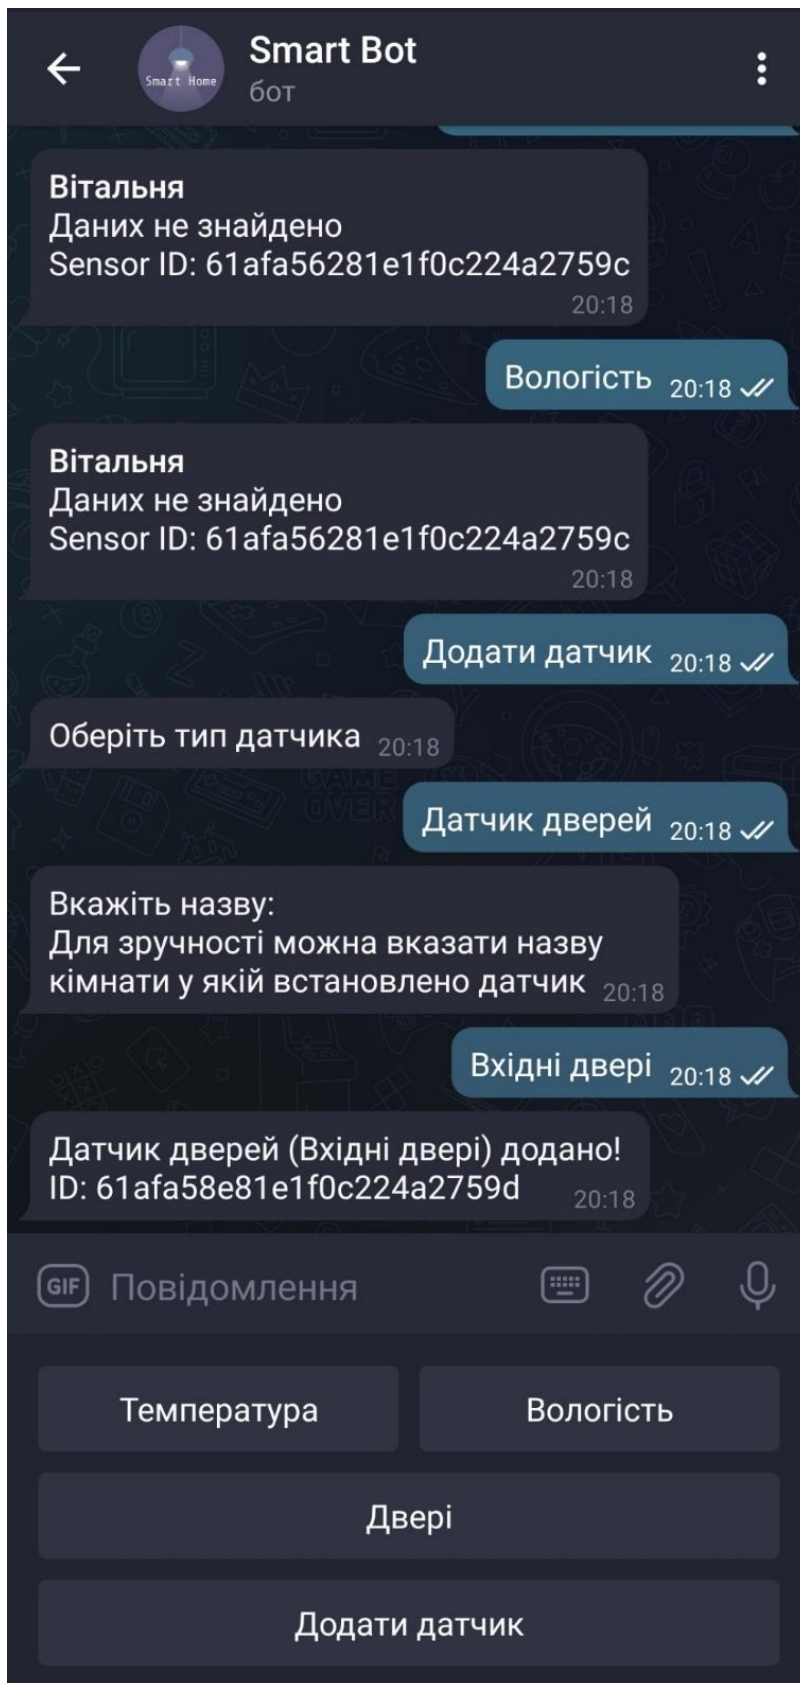 Smart Bot
Smart Home
бот
Вітальня
Даних не знайдено
Sensor ID: 61afa56281e1f0c224a2759c
20:18
Вологість 20:18
Вітальня
Даних не знайдено
Sensor ID: 61afa56281e1f0c224a2759c
20:18
Додати датчик 20:18
Оберіть тип датчика 20:18
GAME
OVER
Датчик дверей 20:18
Вкажіть назву:
Для зручності можна вказати назву
кімнати у якій встановлено датчик 20:18
Вхідні двері 20:18
Датчик дверей (Вхідні двері) додано!
ID: 61afa58e81e1f0c224a2759d 20:18
GIF Повідомлення
Температура Вологість
Двері
Додати датчик